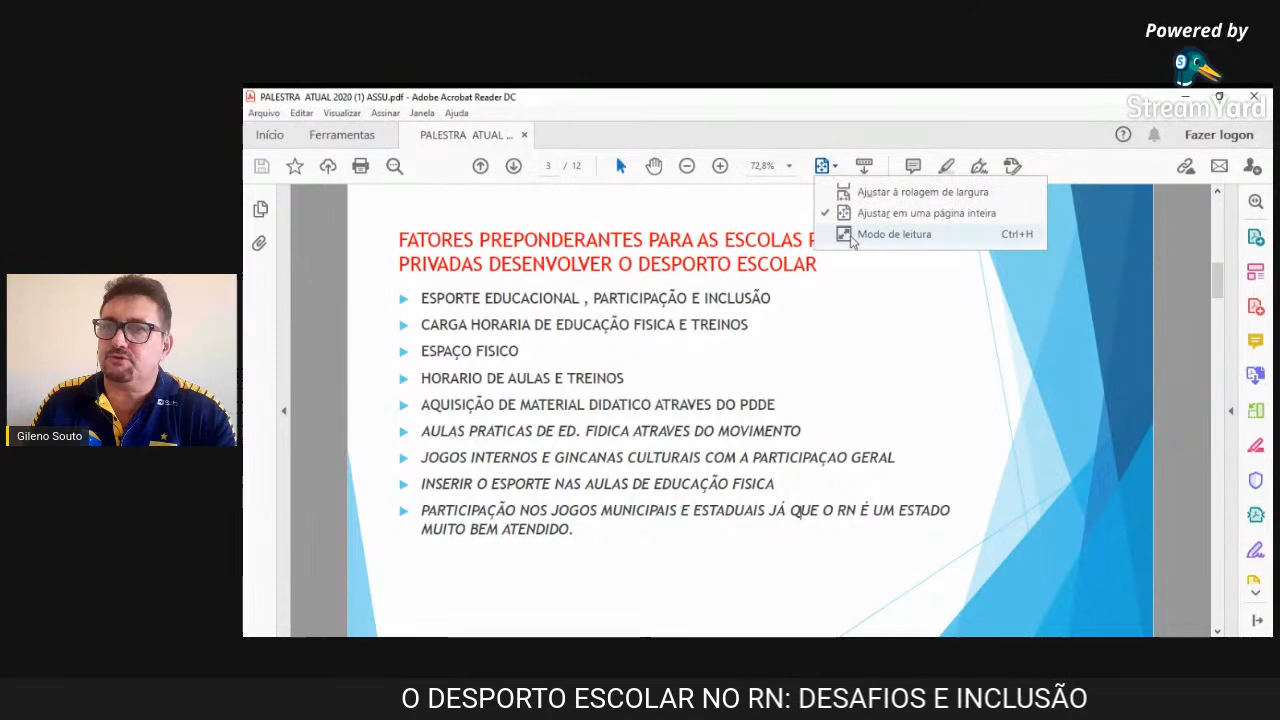 Powered by
StreamYard
PALESTRA ATUAL 2020 (1) ASSU.pdf - Adobe Acrobat Reader DC
Arquivo Editar Visualizar Assinar Janela Ajuda
Início Ferramentas PALESTRA ATUAL ... Fazer logon
3 / 12 72,8%
Ajustar à rolagem de largura
Ajustar em uma página inteira
Modo de leitura Ctrl+H
FATORES PREPONDERANTES PARA AS ESCOLAS
PRIVADAS DESENVOLVER O DESPORTO ESCOLAR
ESPORTE EDUCACIONAL , PARTICIPAÇÃO E INCLUSÃO
CARGA HORARIA DE EDUCAÇÃO FISICA E TREINOS
ESPAÇO FISICO
HORARIO DE AULAS E TREINOS
AQUISIÇÃO DE MATERIAL DIDATICO ATRAVES DO PDDE
AULAS PRATICAS DE ED. FIDICA ATRAVES DO MOVIMENTO
JOGOS INTERNOS E GINCANAS CULTURAIS COM A PARTICIPAÇAO GERAL
INSERIR O ESPORTE NAS AULAS DE EDUCAÇÃO FISICA
PARTICIPAÇÃO NOS JOGOS MUNICIPAIS E ESTADUAIS JÁ QUE O RN É UM ESTADO
MUITO BEM ATENDIDO.
Gileno Souto
O DESPORTO ESCOLAR NO RN: DESAFIOS E INCLUSÃO